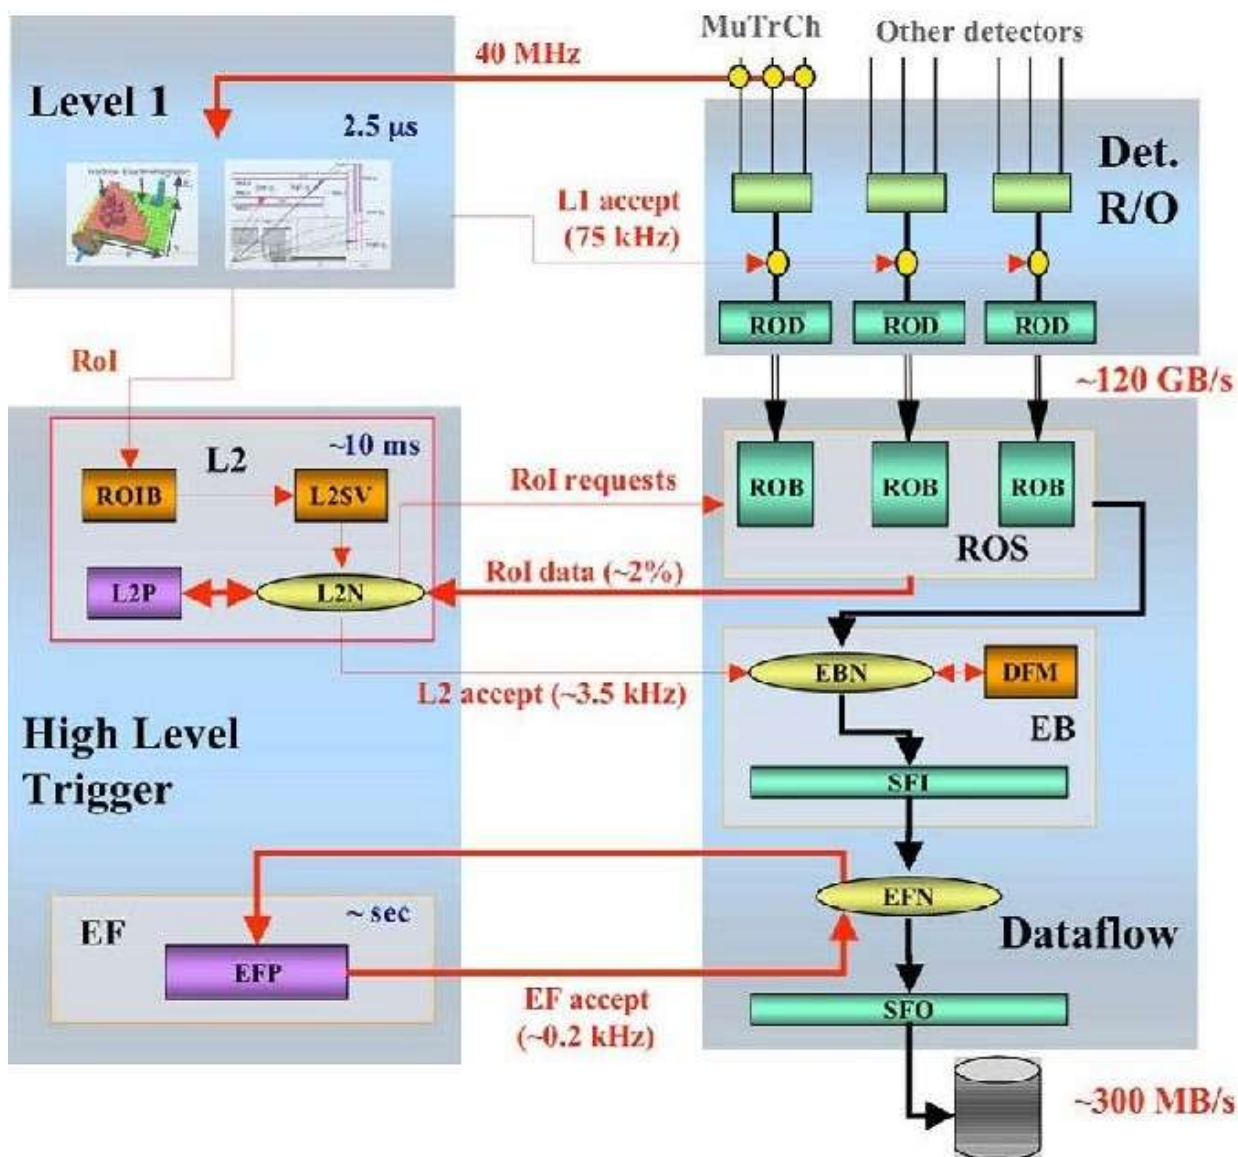 MuTrCh
Other detectors
40 MHz
Level 1
2.5 µs
Det.
R/O
L1 accept
(75 kHz)
ROD
ROD
ROD
RoI
~120 GB/s
L2
~10 ms
ROIB
L2SV
RoI requests
ROB
ROB
ROB
ROS
L2P
L2N
RoI data (~2%)
EBN
DFM
L2 accept (~3.5 kHz)
EB
High Level
Trigger
SFI
EF
~ sec
EFN
Dataflow
EFP
EF accept
(~0.2 kHz)
SFO
~300 MB/s